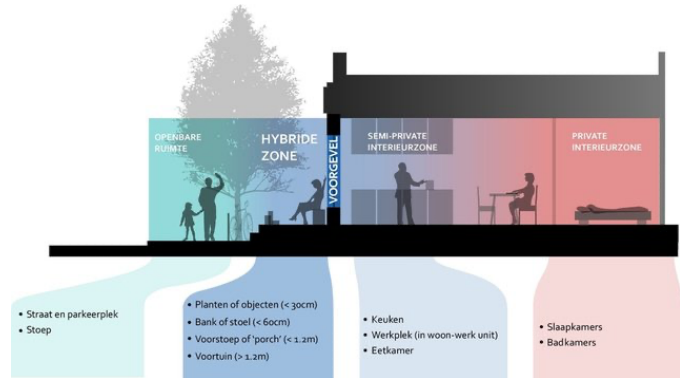 OPENBARE
RUIMTE
HYBRIDE
ZONE
VOORGEVEL
SEMI-PRIVATE
INTERIEURZONE
PRIVATE
INTERIEURZONE
• Straat en parkeerplek
• Stoep
• Planten of objecten (< 30cm)
• Bank of stoel (< 60cm)
• Voorstoep of 'porch' (< 1.2m)
• Voortuin (> 1.2m)
• Keuken
• Werkplek (in woon-werk unit)
• Eetkamer
• Slaapkamers
• Badkamers